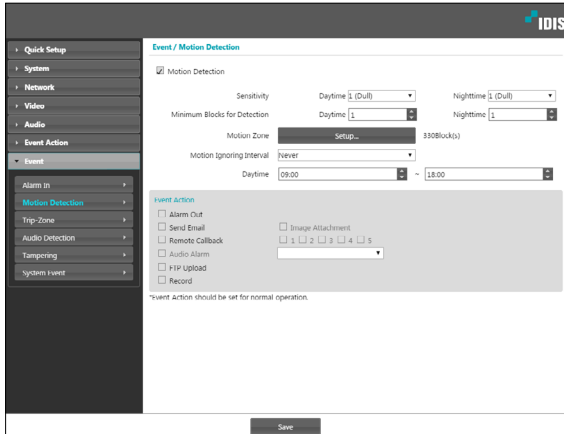 IDIS
Quick Setup
System
Network
Video
Audio
Event Action
Event
Alarm In
Motion Detection
Trip-Zone
Audio Detection
Tampering
System Event
Event / Motion Detection
Motion Detection
Sensitivity Daytime 1 (Dull) Nighttime 1 (Dull)
Minimum Blocks for Detection Daytime 1 Nighttime 1
Motion Zone Setup... 330Block(s)
Motion Ignoring Interval Never
Daytime 09:00 ~ 18:00
Event Action
Alarm Out
Send Email Image Attachment
Remote Callback 1 2 3 4 5
Audio Alarm
FTP Upload
Record
*Event Action should be set for normal operation.
Save